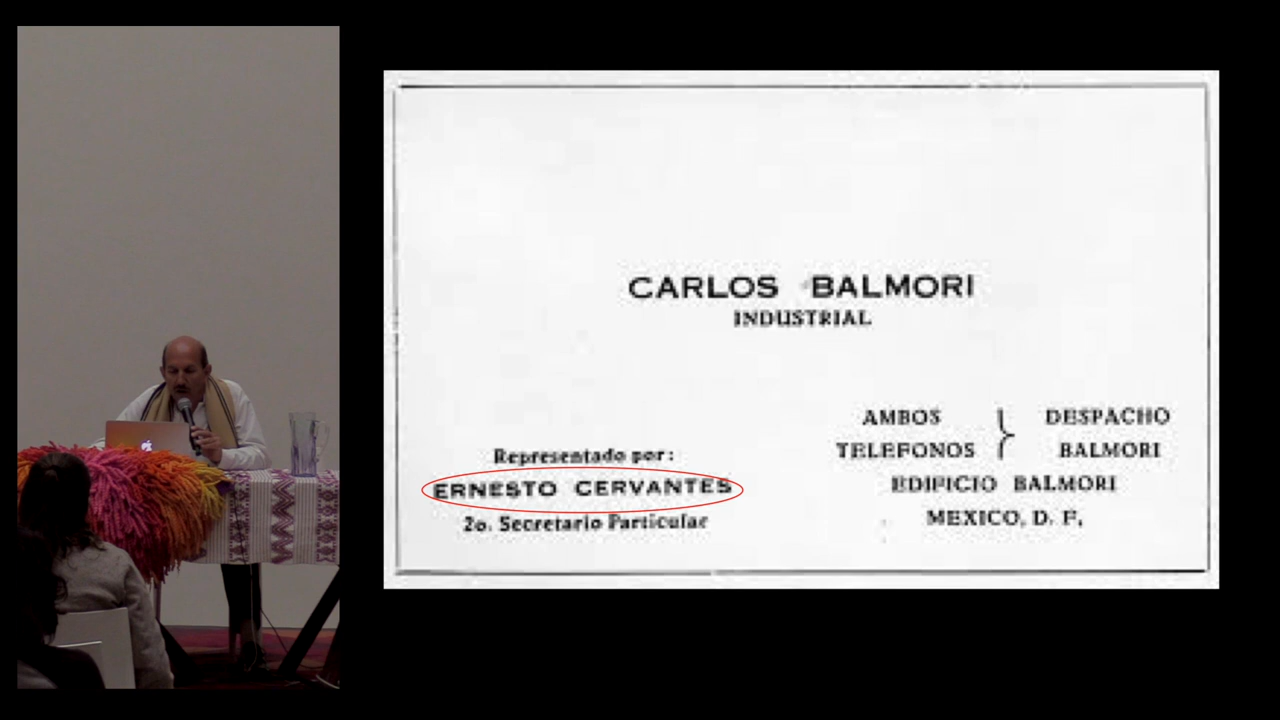 CARLOS BALMORI
INDUSTRIAL
AMBOS } DESPACHO
TELEFONOS BALMORI
EDIFICIO BALMORI
MEXICO, D. F.
Representado por:
ERNESTO CERVANTES
2o. Secretario Particular